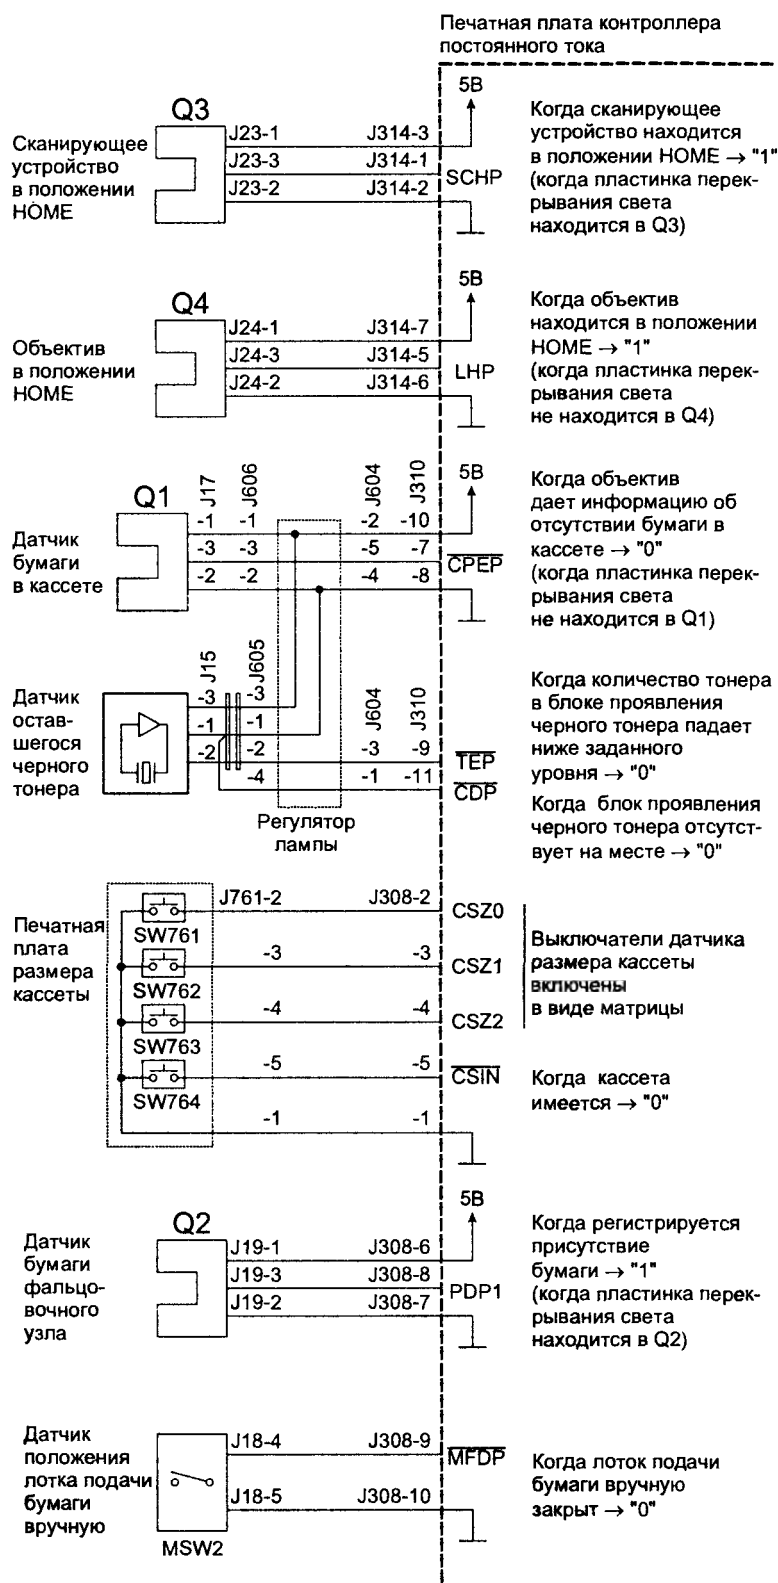 Печатная плата контроллера
постоянного тока
5В
Q3
Сканирующее
устройство
в положении
HOME
J23-1
J314-3
J23-3
J314-1
J23-2
J314-2
SCHP
Когда сканирующее
устройство находится
в положении HOME → "1"
(когда пластинка перек-
рывания света
находится в Q3)
5В
Q4
Объектив
в положении
HOME
J24-1
J314-7
J24-3
J314-5
J24-2
J314-6
LHP
Когда объектив
находится в положении
HOME → "1"
(когда пластинка перек-
рывания света
не находится в Q4)
5В
Q1
J17
J606
J604
J310
Датчик
бумаги
в кассете
-1 -1 -2 -10
-3 -3 -5 -7
-2 -2 -4 -8
CPEP
Когда объектив
дает информацию об
отсутствии бумаги в
кассете → "0"
(когда пластинка перек-
рывания света
не находится в Q1)
J15
J605
J604
J310
Датчик
остав-
шегося
черного
тонера
-3 -3
-1 -1
-2 -2 -3 -9
-4 -1 -11
TEP
CDP
Регулятор
лампы
Когда количество тонера
в блоке проявления
черного тонера падает
ниже заданного
уровня → "0"
Когда блок проявления
черного тонера отсутст-
вует на месте → "0"
Печатная
плата
размера
кассеты
J761-2
J308-2
CSZ0
SW761
-3 -3
CSZ1
SW762
-4 -4
CSZ2
SW763
-5 -5
CSIN
SW764
-1 -1
Выключатели датчика
размера кассеты
включены
в виде матрицы
Когда кассета
имеется → "0"
5В
Q2
Датчик
бумаги
фальцо-
вочного
узла
J19-1
J308-6
J19-3
J308-8
J19-2
J308-7
PDP1
Когда регистрируется
присутствие
бумаги → "1"
(когда пластинка перек-
рывания света
находится в Q2)
Датчик
положения
лотка подачи
бумаги
вручную
J18-4
J308-9
J18-5
J308-10
MSW2
MFDP
Когда лоток подачи
бумаги вручную
закрыт → "0"